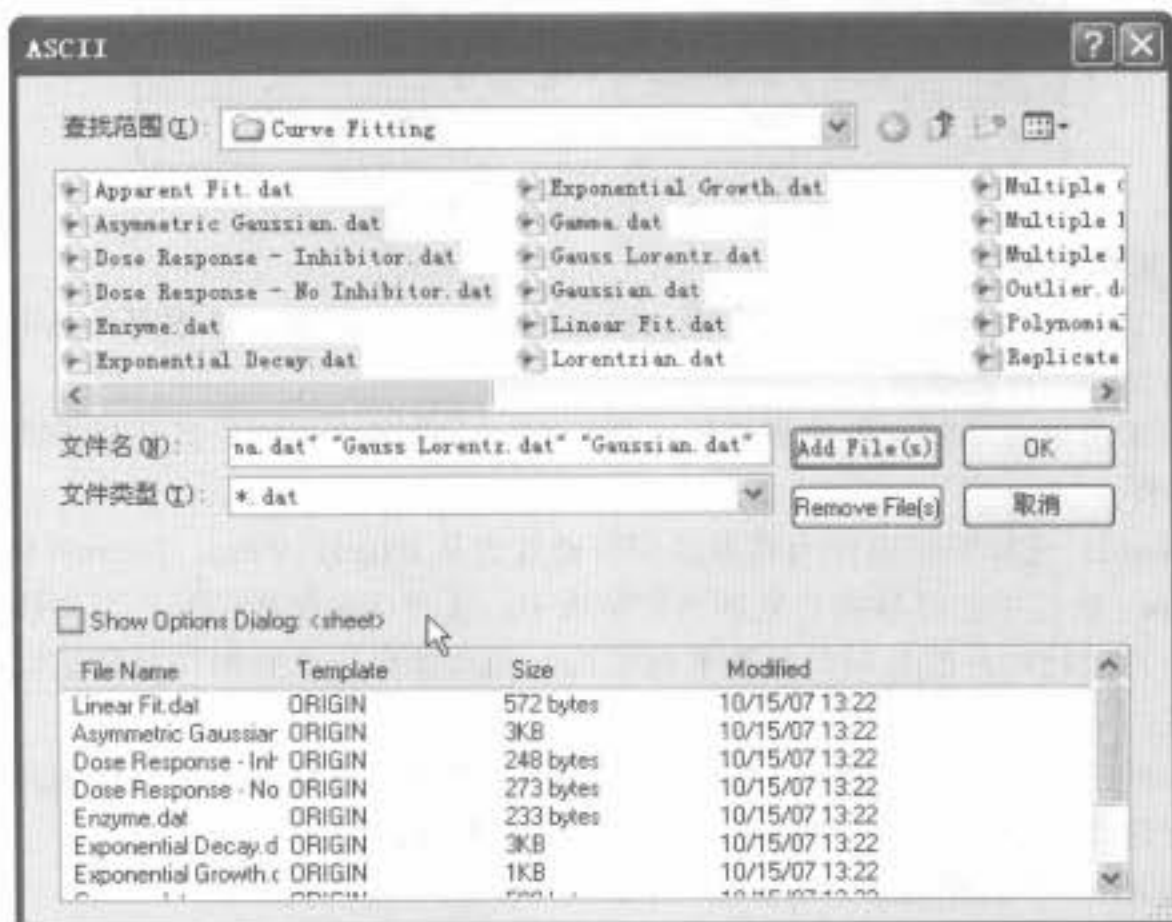 ASCII
查找范围(I): Curve Fitting
Apparent Fit.dat
Asymmetric Gaussian.dat
Dose Response - Inhibitor.dat
Dose Response - No Inhibitor.dat
Enzyme.dat
Exponential Decay.dat
Exponential Growth.dat
Gamma.dat
Gauss Lorentz.dat
Gaussian.dat
Linear Fit.dat
Lorentzian.dat
Multiple
Multiple
Multiple
Outlier.d
Polynomial
Replicate
文件名(N): na.dat" "Gauss Lorentz.dat" "Gaussian.dat" Add File(s) OK
文件类型(T): *.dat Remove File(s) 取消
Show Options Dialog: <sheet>
File Name Template Size Modified
Linear Fit.dat ORIGIN 572 bytes 10/15/07 13:22
Asymmetric Gaussian ORIGIN 3KB 10/15/07 13:22
Dose Response - Inh ORIGIN 248 bytes 10/15/07 13:22
Dose Response - No ORIGIN 273 bytes 10/15/07 13:22
Enzyme.dat ORIGIN 233 bytes 10/15/07 13:22
Exponential Decay.d ORIGIN 3KB 10/15/07 13:22
Exponential Growth.c ORIGIN 1KB 10/15/07 13:22